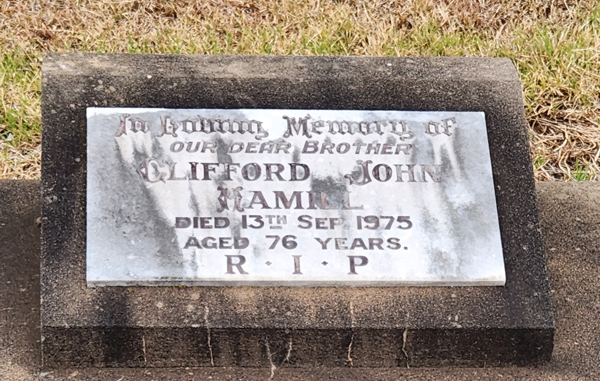 In Loving Memory of
OUR DEAR BROTHER
CLIFFORD JOHN
HAMILL
DIED 13TH SEP 1975
AGED 76 YEARS.
R · I · P